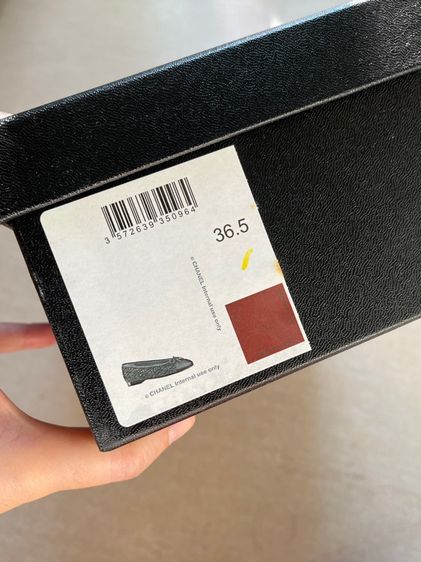 3 572639 350964
36.5
© CHANEL Internal use only
© CHANEL Internal use only